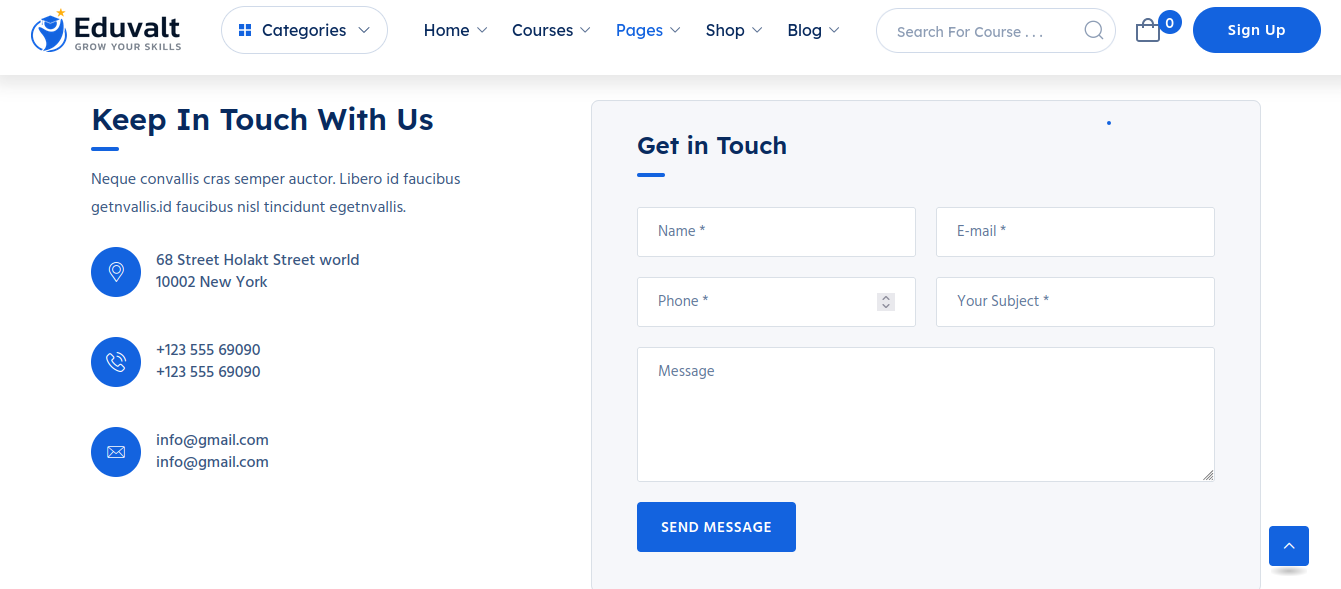 Eduvalt
GROW YOUR SKILLS
Categories
Home
Courses
Pages
Shop
Blog
Search For Course . . .
0
Sign Up
Keep In Touch With Us
Neque convallis cras semper auctor. Libero id faucibus
getnvallis.id faucibus nisl tincidunt egetnvallis.
68 Street Holakt Street world
10002 New York
+123 555 69090
+123 555 69090
info@gmail.com
info@gmail.com
Get in Touch
Name *
E-mail *
Phone *
Your Subject *
Message
SEND MESSAGE